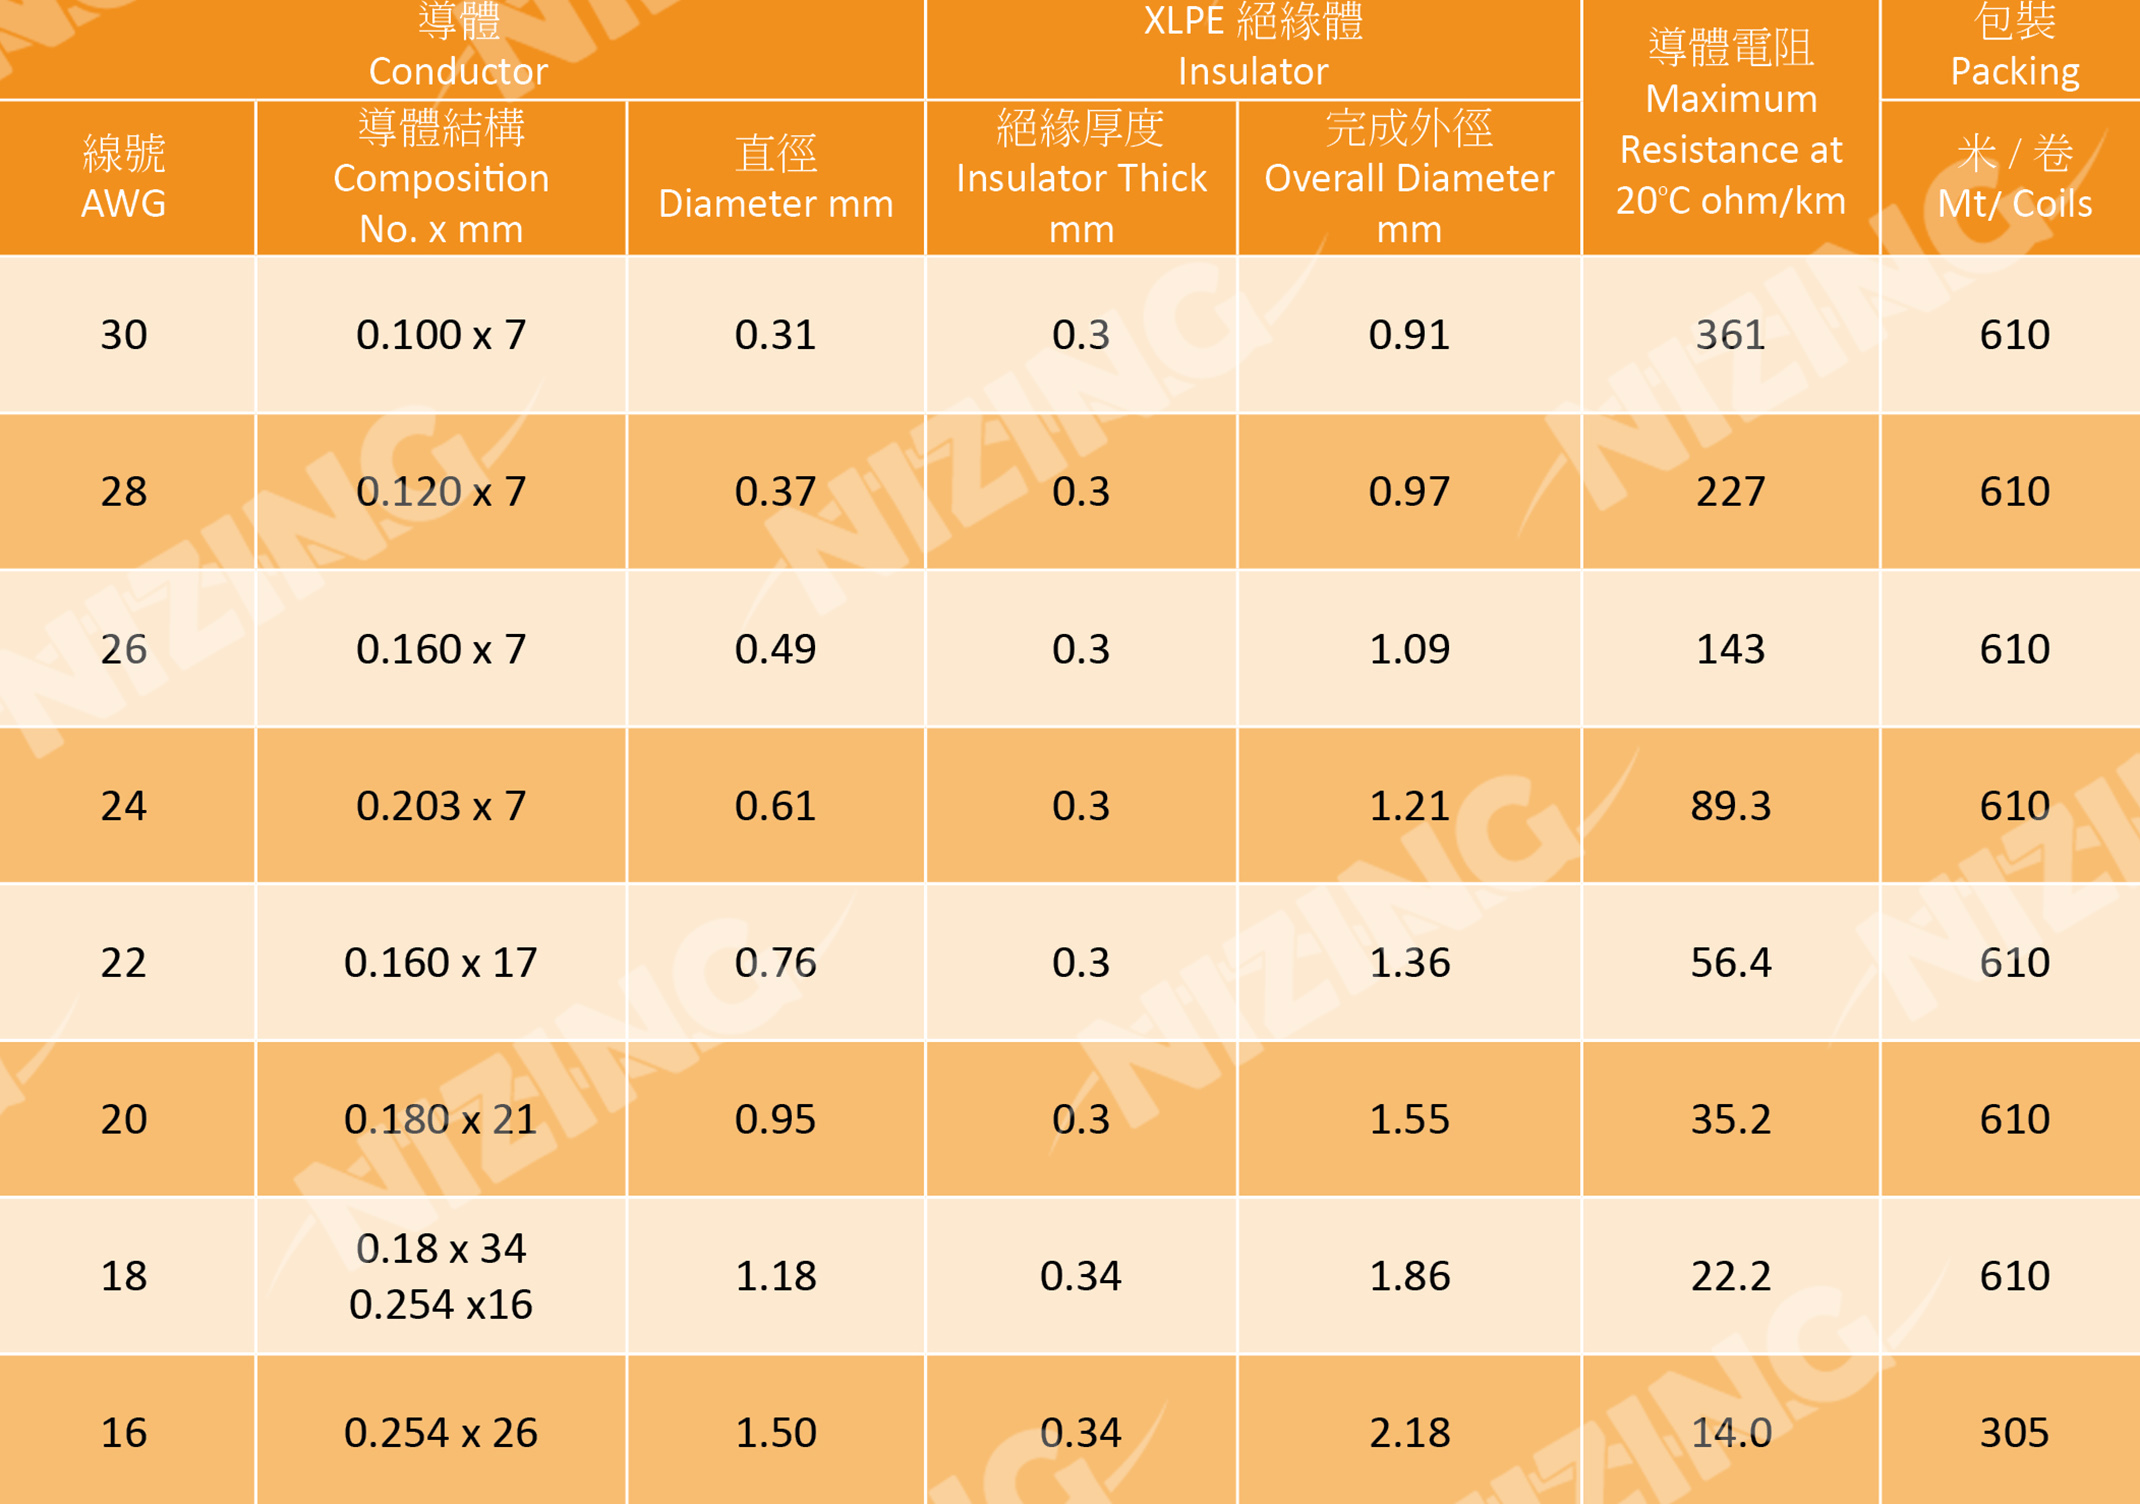 導體
Conductor
XLPE 絕緣體
Insulator
導體電阻
Maximum
Resistance at
20°C ohm/km
包裝
Packing
線號
AWG
導體結構
Composition
No. x mm
直徑
Diameter mm
絕緣厚度
Insulator Thick
mm
完成外徑
Overall Diameter
mm
米 / 卷
Mt/ Coils
30 0.100 x 7 0.31 0.3 0.91 361 610
28 0.120 x 7 0.37 0.3 0.97 227 610
26 0.160 x 7 0.49 0.3 1.09 143 610
24 0.203 x 7 0.61 0.3 1.21 89.3 610
22 0.160 x 17 0.76 0.3 1.36 56.4 610
20 0.180 x 21 0.95 0.3 1.55 35.2 610
18 0.18 x 34
0.254 x16 1.18 0.34 1.86 22.2 610
16 0.254 x 26 1.50 0.34 2.18 14.0 305
NIZING